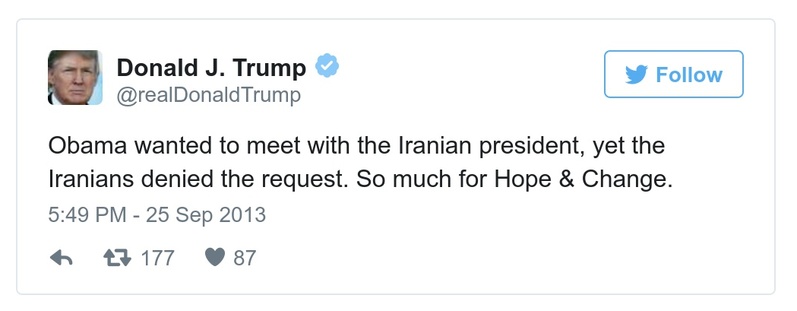 Donald J. Trump
Follow
@realDonaldTrump
Obama wanted to meet with the Iranian president, yet the
Iranians denied the request. So much for Hope & Change.
5:49 PM - 25 Sep 2013
177 87